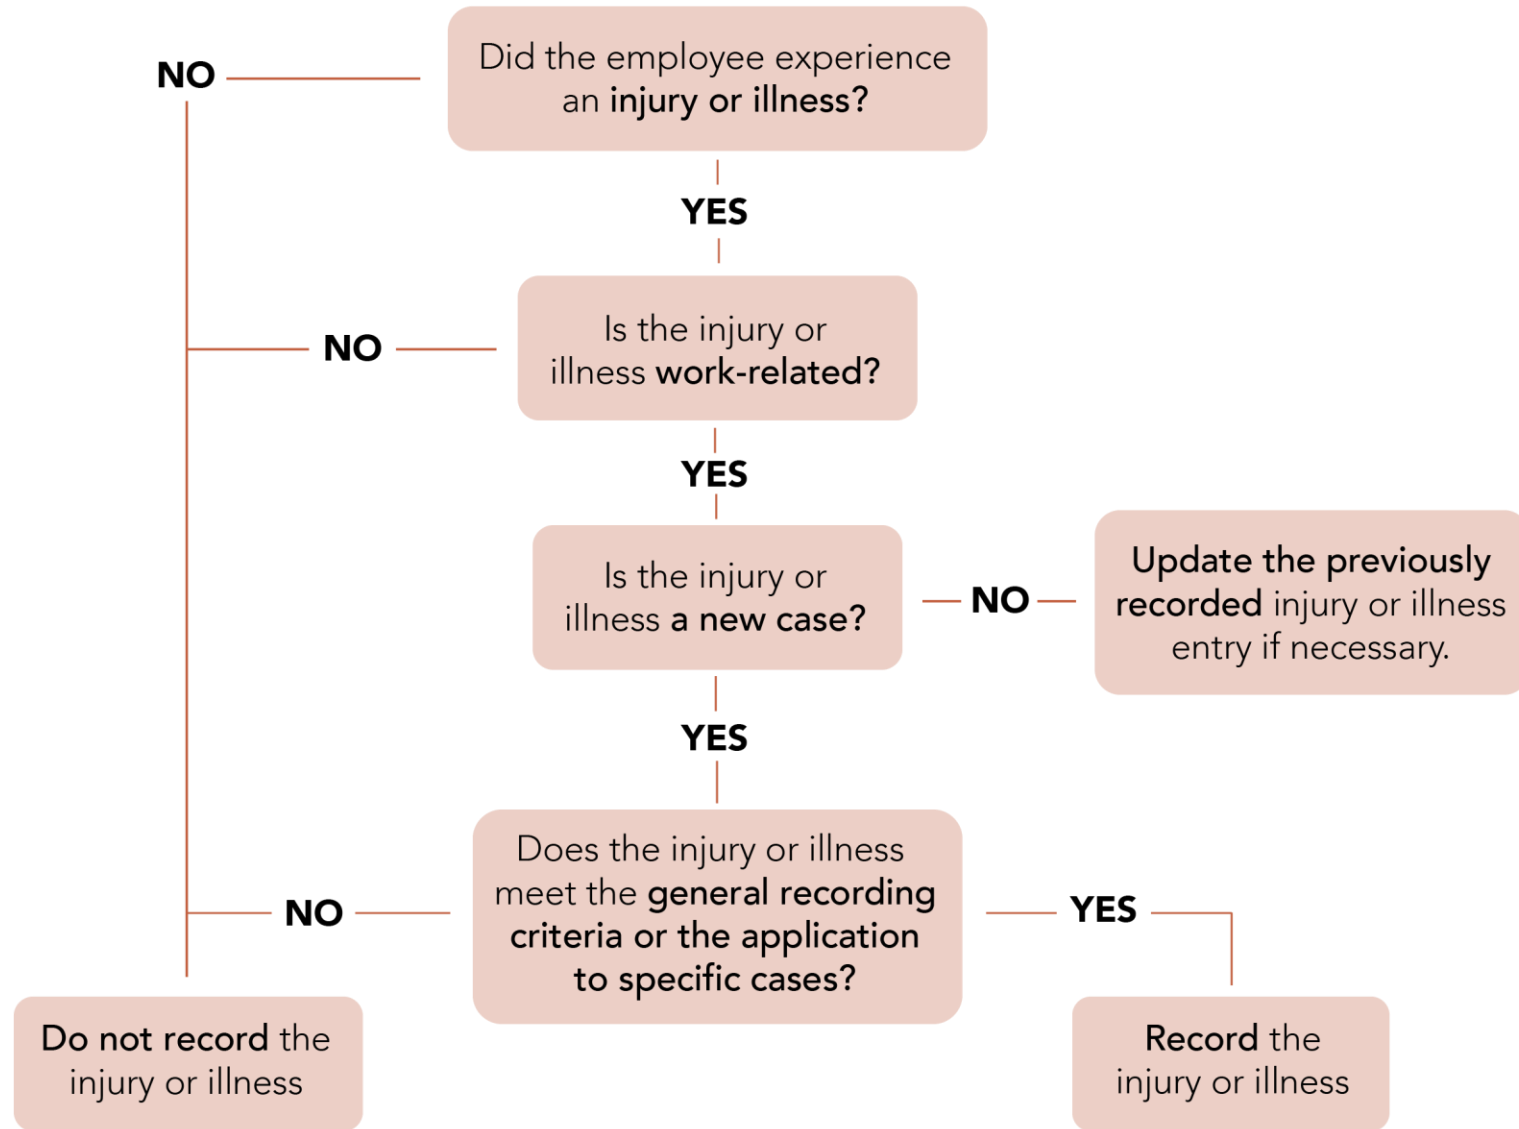 Did the employee experience
an injury or illness?
NO
YES
Is the injury or
illness work-related?
NO
YES
Is the injury or
illness a new case?
NO
Update the previously
recorded injury or illness
entry if necessary.
YES
Does the injury or illness
meet the general recording
criteria or the application
to specific cases?
NO
YES
Do not record the
injury or illness
Record the
injury or illness